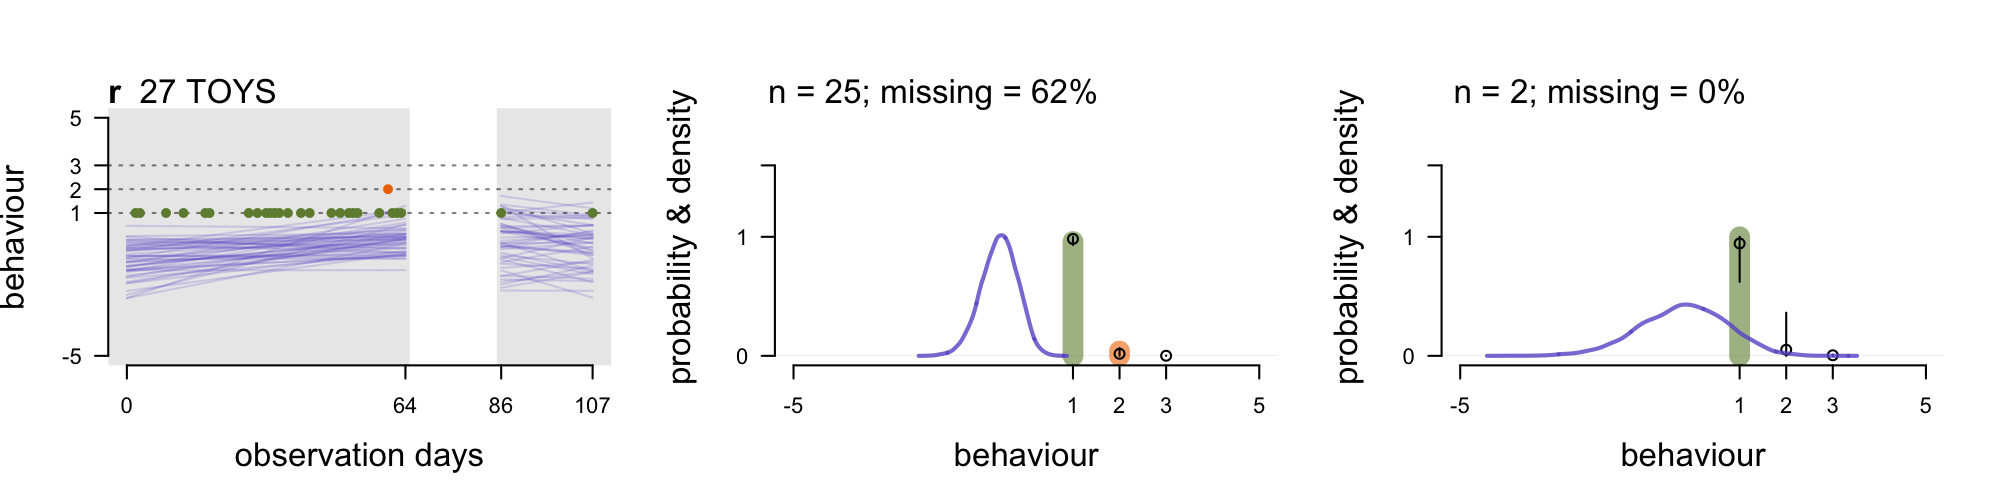 r 27 TOYS
behaviour
5
3
2
1
-5
0 64 86 107
observation days
n = 25; missing = 62%
probability & density
1
0
-5 1 2 3 5
behaviour
n = 2; missing = 0%
probability & density
1
0
-5 1 2 3 5
behaviour